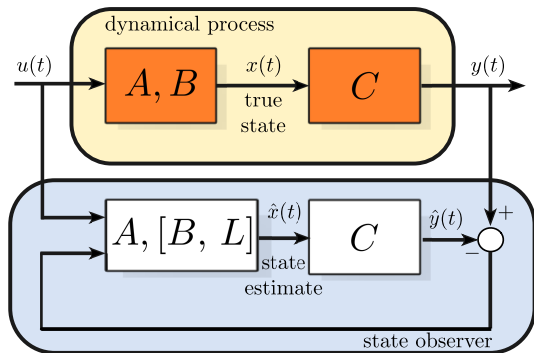 dynamical process
u(t)
A, B
x(t)
true
state
C
y(t)
A, [B, L]
x̂(t)
state
estimate
C
ŷ(t)
+
−
state observer